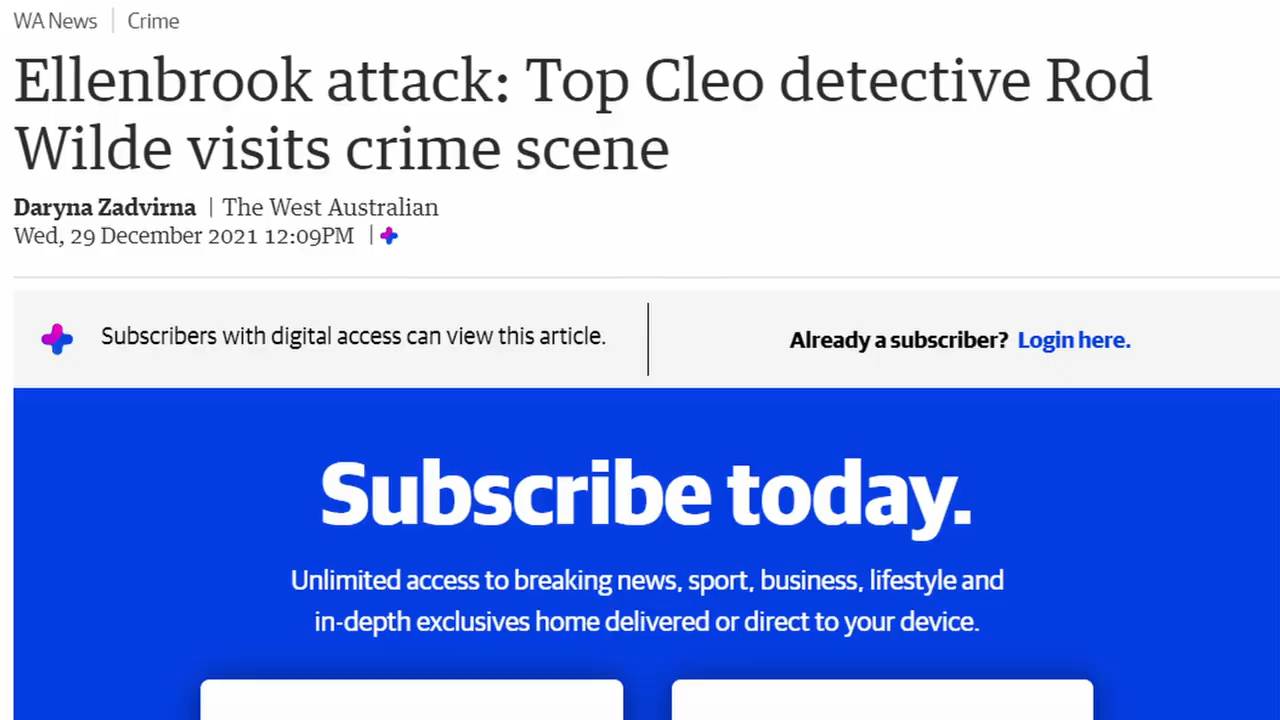 WA News | Crime
Ellenbrook attack: Top Cleo detective Rod
Wilde visits crime scene
Daryna Zadvirna | The West Australian
Wed, 29 December 2021 12:09PM |
Subscribers with digital access can view this article.
Already a subscriber? Login here.
Subscribe today.
Unlimited access to breaking news, sport, business, lifestyle and
in-depth exclusives home delivered or direct to your device.